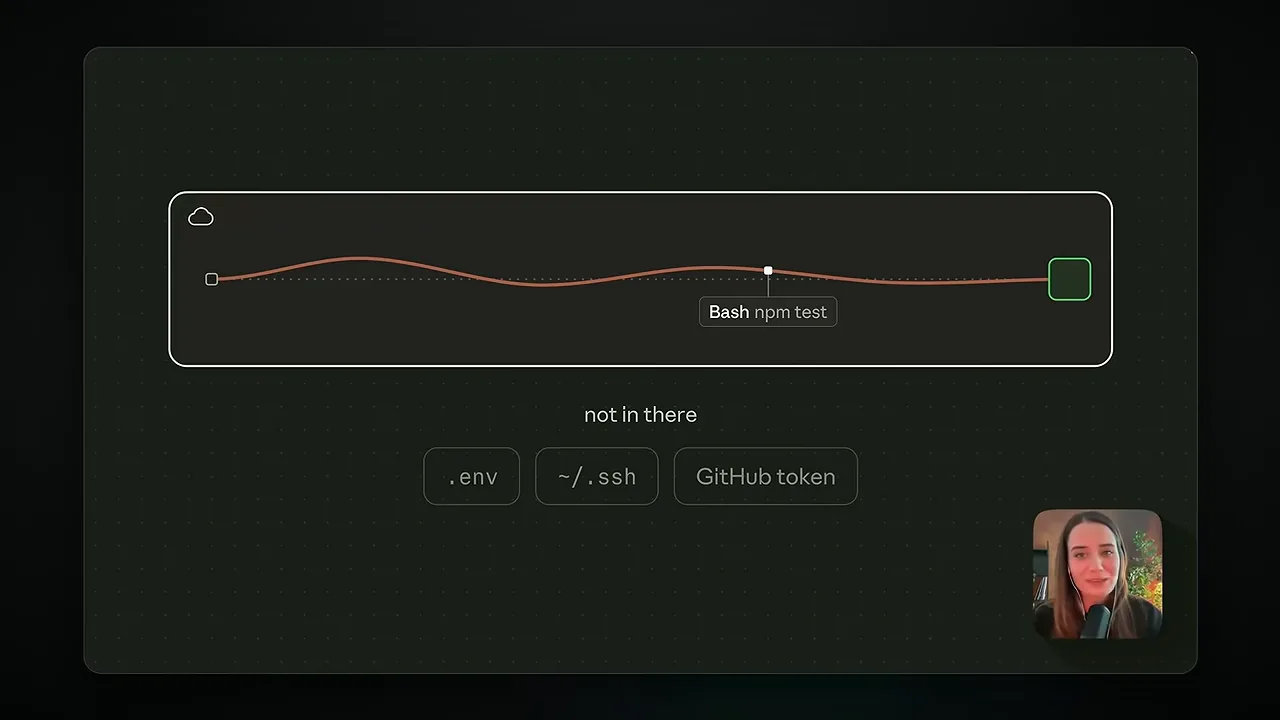 Bash npm test
not in there
.env
~/.ssh
GitHub token